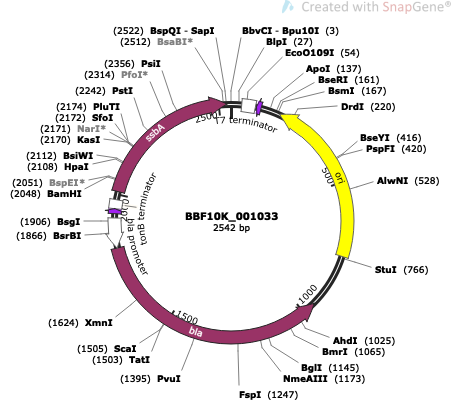 Created with SnapGene®
(2522) BspQI - SapI
(2512) BsaBI*
(2356) PsiI
(2314) PfoI*
(2242) PstI
(2174) PluTI
(2172) SfoI
(2171) NarI*
(2170) KasI
(2112) BsiWI
(2108) HpaI
(2051) BspEI*
(2048) BamHI
(1906) BsgI
(1866) BsrBI
(1624) XmnI
(1505) ScaI
(1503) TatI
(1395) PvuI
BbvCI - Bpu10I (3)
BlpI (27)
EcoO109I (54)
ApoI (137)
BseRI (161)
BsmI (167)
DrdI (220)
BseYI (416)
PspFI (420)
AlwNI (528)
StuI (766)
AhdI (1025)
BmrI (1065)
BglI (1145)
NmeAIII (1173)
FspI (1247)
2500
T7 terminator
ssbA
ori
500
1000
1500
bla
bla promoter
tonB terminator
BBF10K_001033
2542 bp